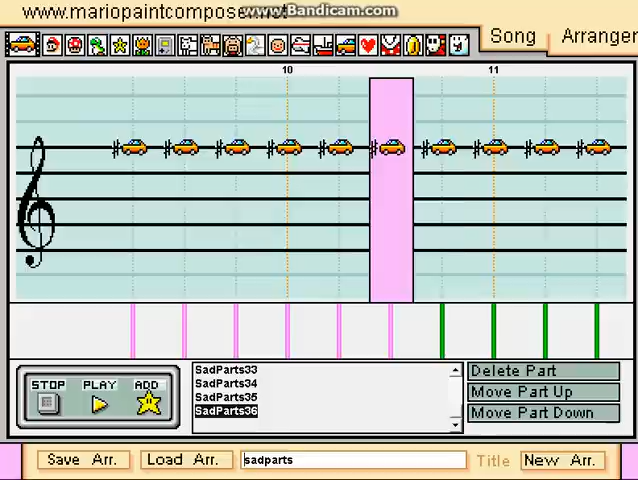 www.mariopaintcomposer.net
www.Bandicam.com
Song
Arranger
10
11
STOP
PLAY
ADD
SadParts33
SadParts34
SadParts35
SadParts36
Delete Part
Move Part Up
Move Part Down
Save Arr.
Load Arr.
sadparts
Title
New Arr.